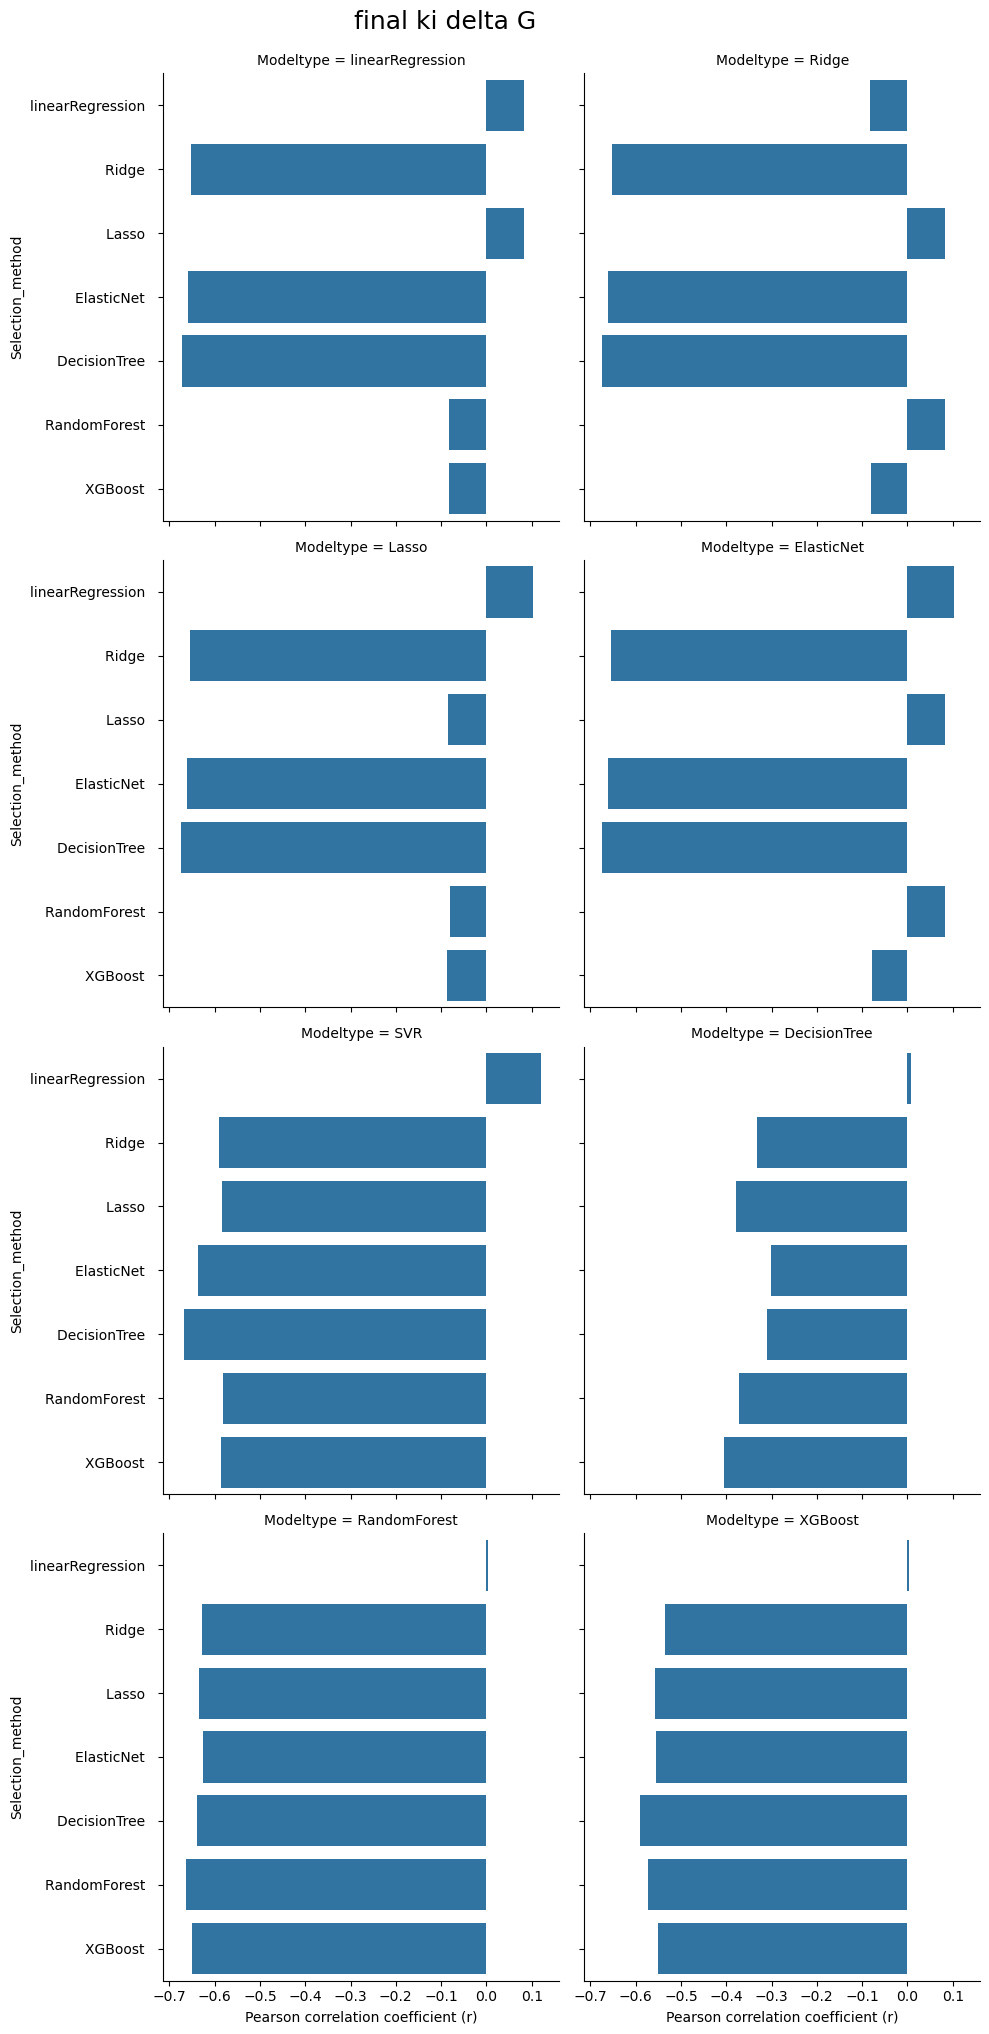 final ki delta G
Modeltype = linearRegression
Modeltype = Ridge
linearRegression
Ridge
Lasso
ElasticNet
DecisionTree
RandomForest
XGBoost
Selection_method
Modeltype = Lasso
Modeltype = ElasticNet
linearRegression
Ridge
Lasso
ElasticNet
DecisionTree
RandomForest
XGBoost
Selection_method
Modeltype = SVR
Modeltype = DecisionTree
linearRegression
Ridge
Lasso
ElasticNet
DecisionTree
RandomForest
XGBoost
Selection_method
Modeltype = RandomForest
Modeltype = XGBoost
linearRegression
Ridge
Lasso
ElasticNet
DecisionTree
RandomForest
XGBoost
Selection_method
−0.7 −0.6 −0.5 −0.4 −0.3 −0.2 −0.1 0.0 0.1
Pearson correlation coefficient (r)
−0.7 −0.6 −0.5 −0.4 −0.3 −0.2 −0.1 0.0 0.1
Pearson correlation coefficient (r)